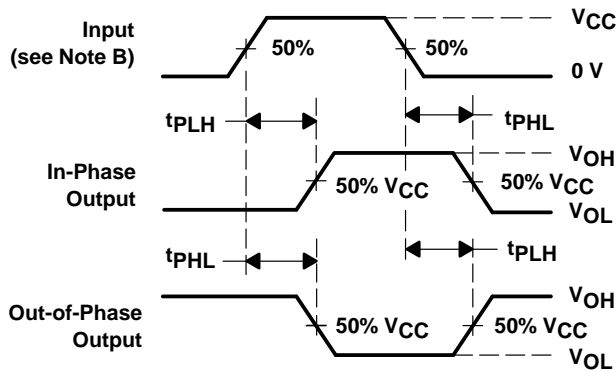 Input
(see Note B)
50%
50%
VCC
0 V
tPLH
tPHL
In-Phase
Output
50% VCC
50% VCC
VOH
VOL
tPHL
tPLH
Out-of-Phase
Output
50% VCC
50% VCC
VOH
VOL